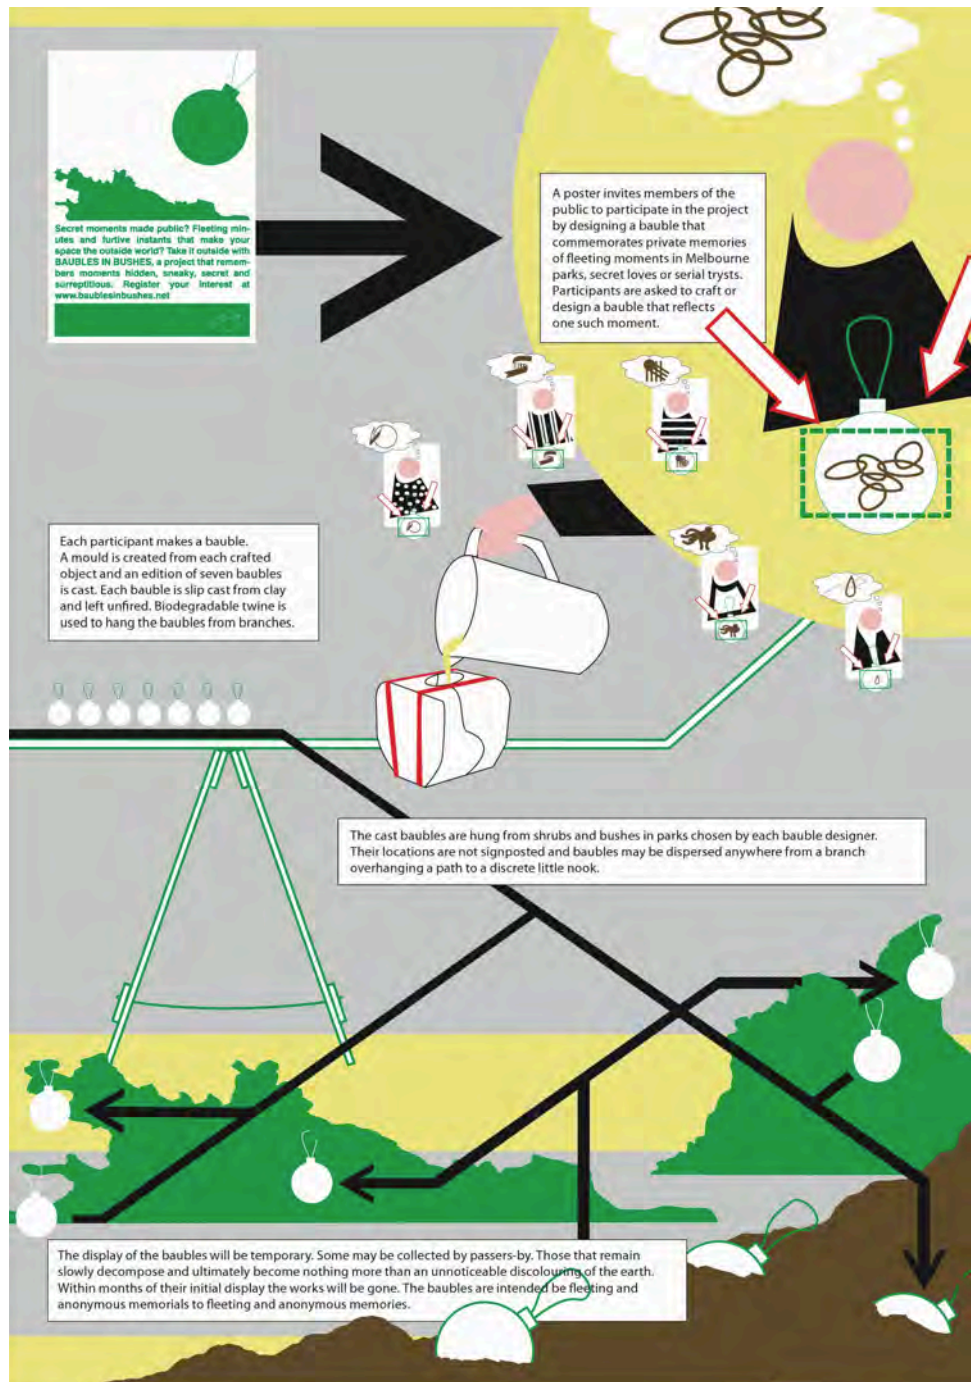 Secret moments made public? Fleeting min-
utes and furtive instants that make your
space the outside world? Take it outside with
BAUBLES IN BUSHES, a project that remem-
bers moments hidden, sneaky, secret and
surreptitious. Register your interest at
www.baublesinbushes.net
A poster invites members of the
public to participate in the project
by designing a bauble that
commemorates private memories
of fleeting moments in Melbourne
parks, secret loves or serial trysts.
Participants are asked to craft or
design a bauble that reflects
one such moment.
Each participant makes a bauble.
A mould is created from each crafted
object and an edition of seven baubles
is cast. Each bauble is slip cast from clay
and left unfired. Biodegradable twine is
used to hang the baubles from branches.
The cast baubles are hung from shrubs and bushes in parks chosen by each bauble designer.
Their locations are not signposted and baubles may be dispersed anywhere from a branch
overhanging a path to a discrete little nook.
The display of the baubles will be temporary. Some may be collected by passers-by. Those that remain
slowly decompose and ultimately become nothing more than an unnoticeable discolouring of the earth.
Within months of their initial display the works will be gone. The baubles are intended be fleeting and
anonymous memorials to fleeting and anonymous memories.